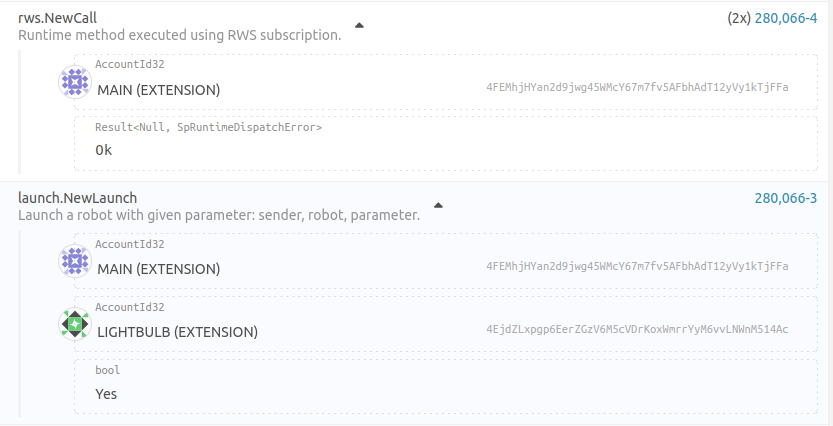 rws.NewCall
(2x) 280,066-4
Runtime method executed using RWS subscription.
AccountId32
MAIN (EXTENSION)
4FEMhjHYan2d9jwg45WMcY67m7fv5AFbhAdT12yVy1kTjFFa
Result<Null, SpRuntimeDispatchError>
Ok
launch.NewLaunch
280,066-3
Launch a robot with given parameter: sender, robot, parameter.
AccountId32
MAIN (EXTENSION)
4FEMhjHYan2d9jwg45WMcY67m7fv5AFbhAdT12yVy1kTjFFa
AccountId32
LIGHTBULB (EXTENSION)
4EjdZLxpgp6EerZGzV6M5cVDrKoxWmrrYyM6vvLNWnM514Ac
bool
Yes